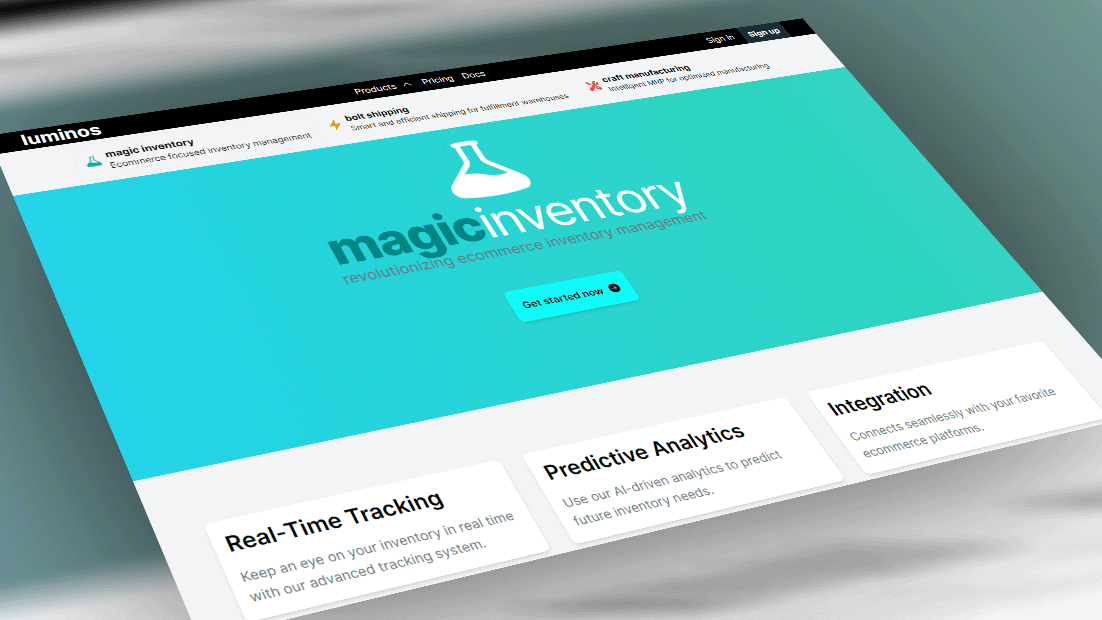 luminos
Products Pricing Docs
Sign in Sign up
magic inventory
Ecommerce focused inventory management
bolt shipping
Smart and efficient shipping for fulfillment warehouses
craft manufacturing
Intelligent MRP for optimized manufacturing
magicinventory
revolutionizing ecommerce inventory management
Get started now
Real-Time Tracking
Keep an eye on your inventory in real time
with our advanced tracking system.
Predictive Analytics
Use our AI-driven analytics to predict
future inventory needs.
Integration
Connects seamlessly with your favorite
ecommerce platforms.